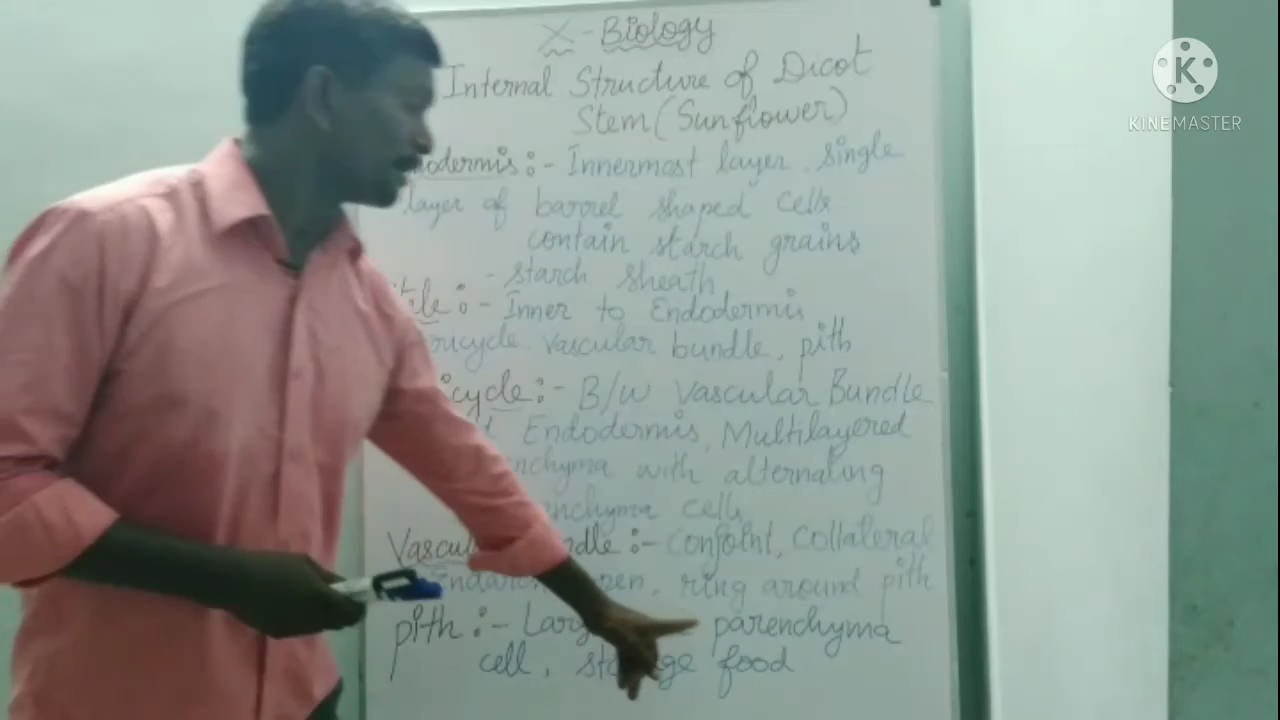 X - Biology
Internal Structure of Dicot
Stem (Sunflower)
:- Innermost layer, single
layer of barrel shaped cells
contain starch grains
- starch sheath
:- Inner to Endodermis
vascular bundle, pith
:- B/W Vascular Bundle
Endodermis, Multilayered
with alternating
cells
:- Conjoint, Collateral
ring around pith
pith :- parenchyma
cell, food
K
KINEMASTER